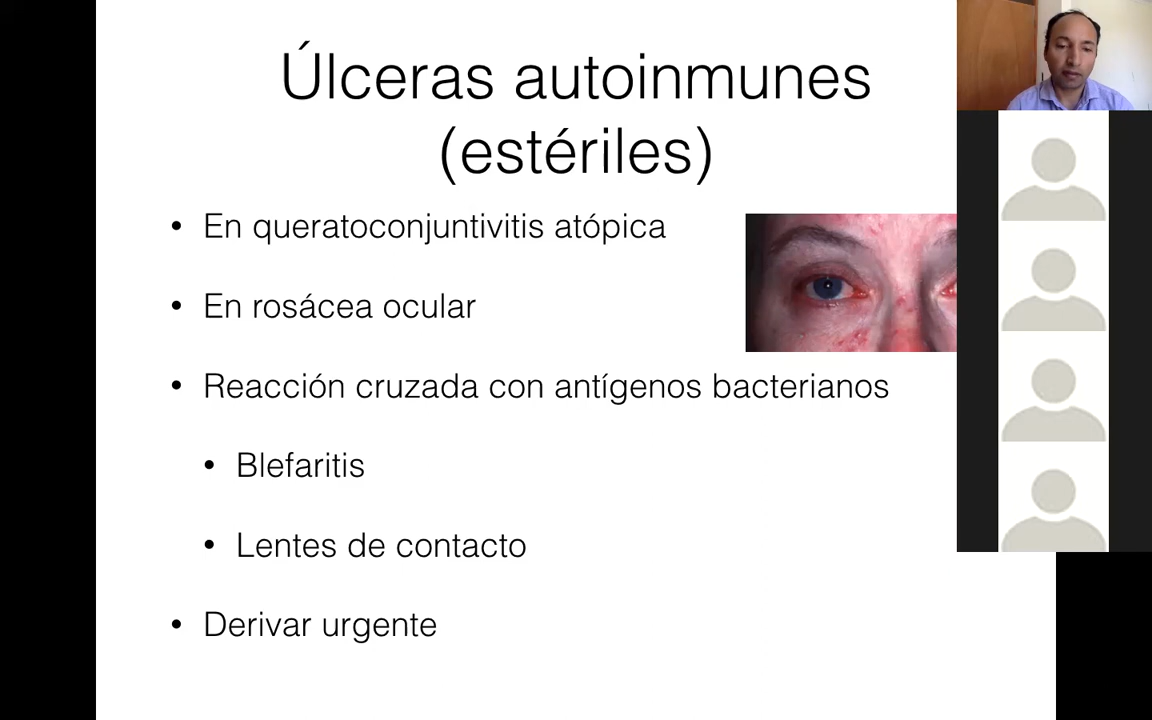 Úlceras autoinmunes
(estériles)
• En queratoconjuntivitis atópica
• En rosácea ocular
• Reacción cruzada con antígenos bacterianos
• Blefaritis
• Lentes de contacto
• Derivar urgente